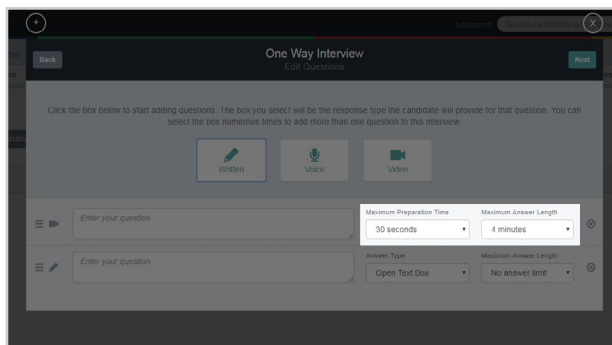 advanced
Search candidate
X
Back
One Way Interview
Edit Questions
Next
Click the box below to start adding questions. The box you select will be the response type the candidate will provide for that question. You can
select the box numerous times to add more than one question to this interview.
Written
Voice
Video
Maximum Preparation Time
Maximum Answer Length
Enter your question
30 seconds
4 minutes
Answer Type
Maximum Answer Length
Enter your question
Open Text Box
No answer limit